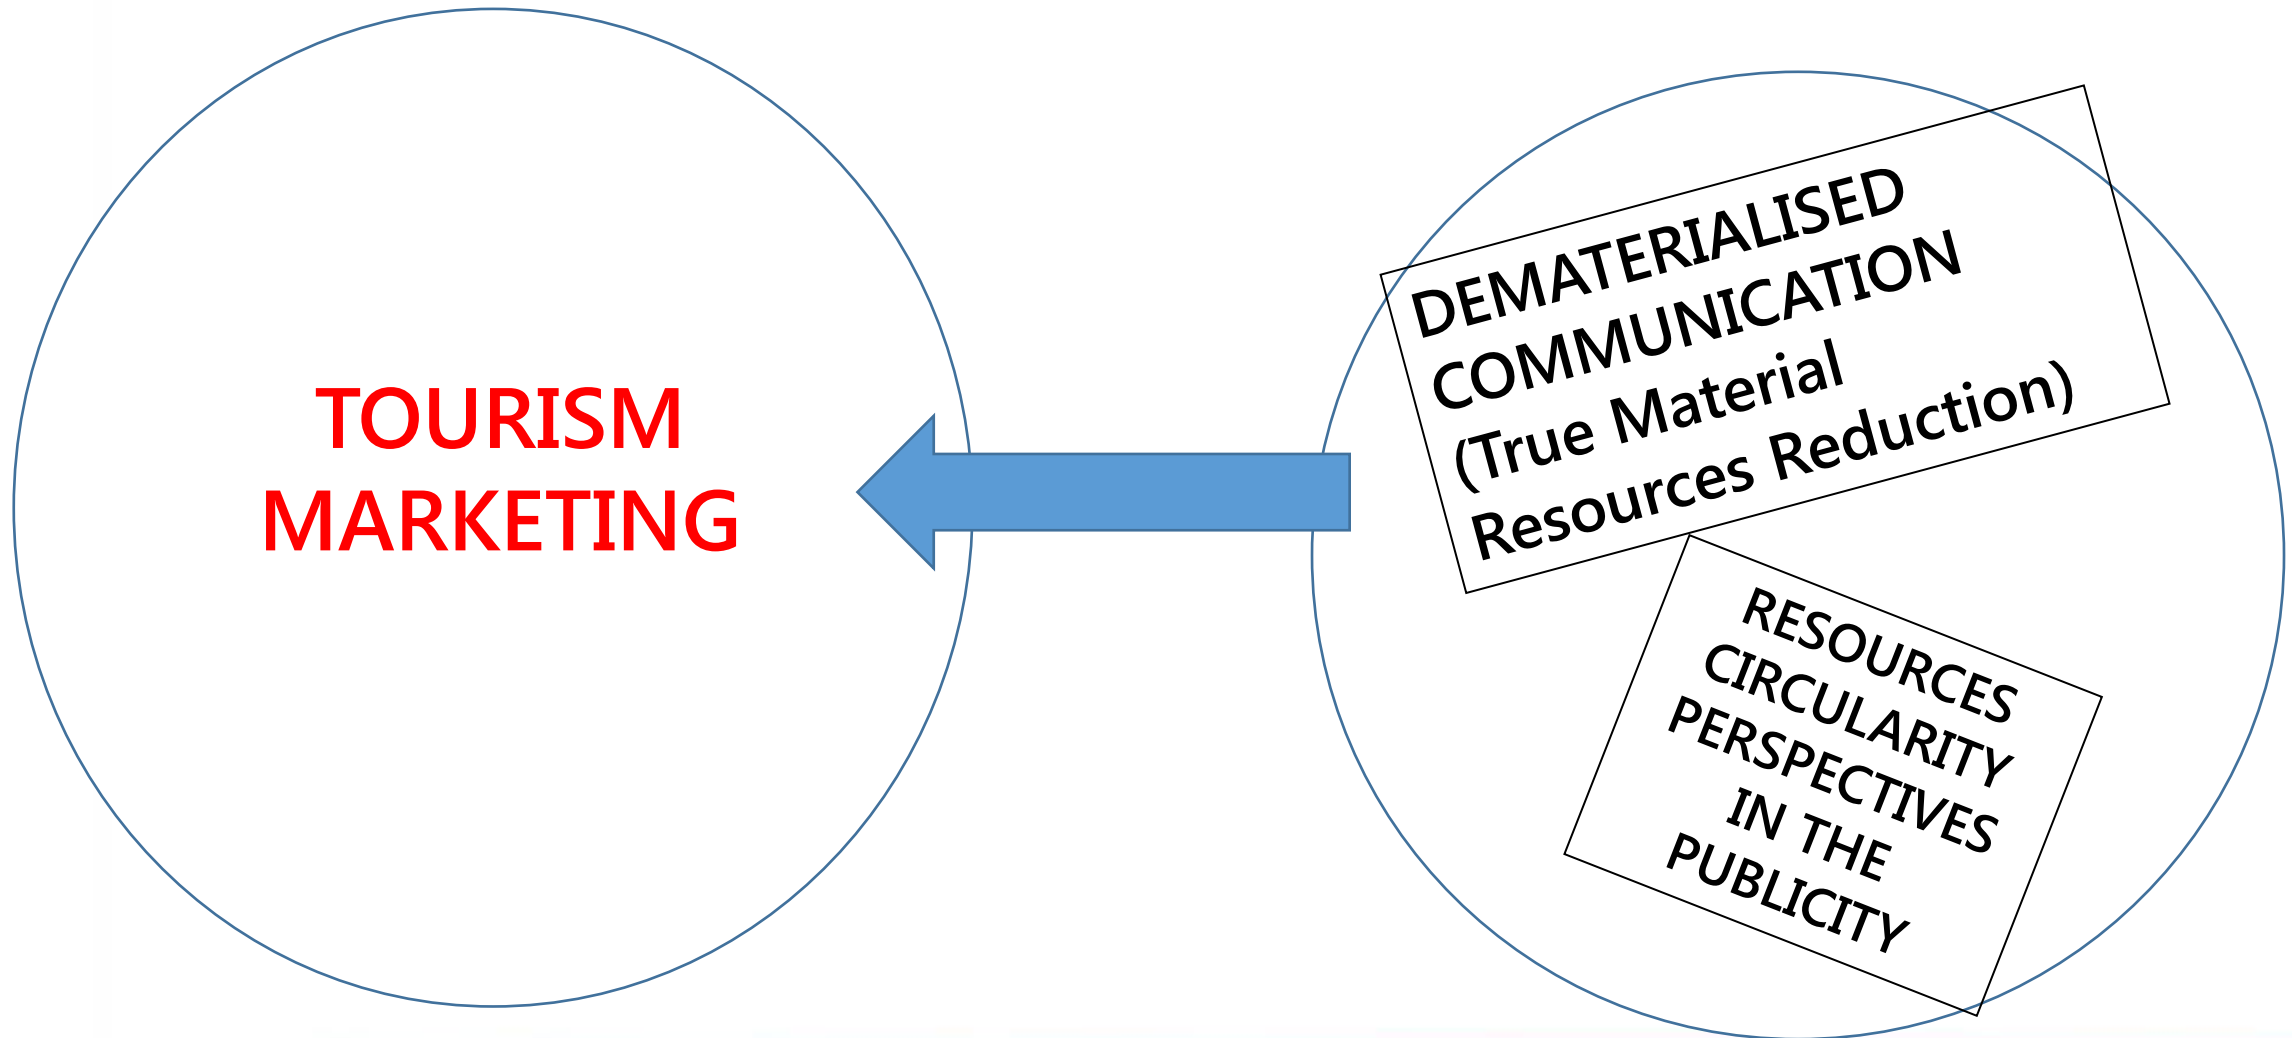 TOURISM
MARKETING
DEMATERIALISED
COMMUNICATION
(True Material
Resources Reduction)
RESOURCES
CIRCULARITY
PERSPECTIVES
IN THE
PUBLICITY